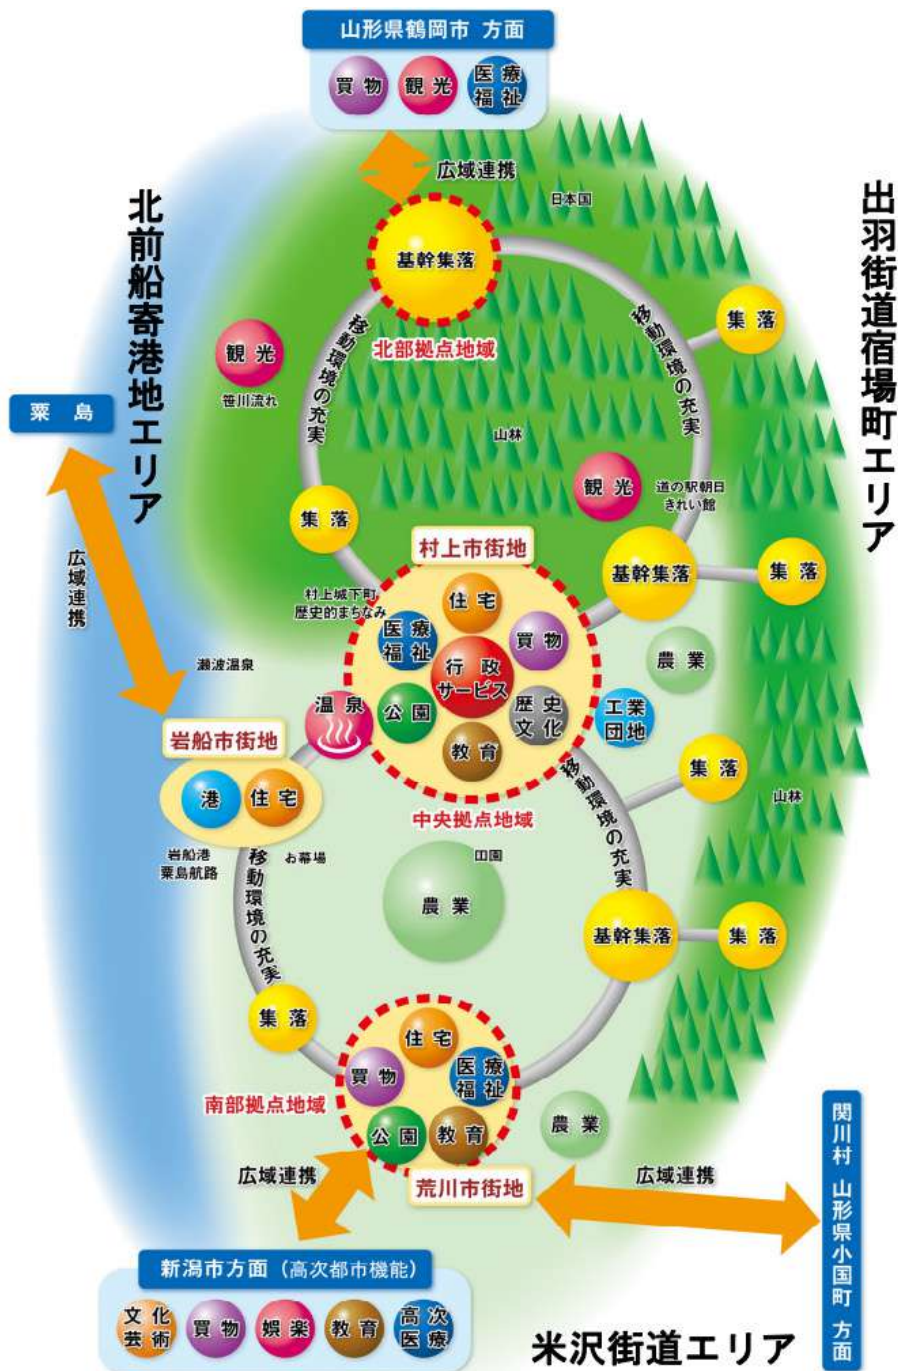 山形県鶴岡市 方面
買物
観光
医療
福祉
広域連携
日本国
北前船寄港地エリア
出羽街道宿場町エリア
基幹集落
北部拠点地域
集落
移動環境の充実
移動環境の充実
観光
笹川流れ
粟島
山林
観光
道の駅朝日
きれい館
集落
村上市街地
基幹集落
集落
広域連携
村上城下町
歴史的まちなみ
住宅
医療
福祉
買物
行政
サービス
農業
瀬波温泉
温泉
公園
歴史
文化
工業
団地
教育
岩船市街地
港
住宅
集落
山林
中央拠点地域
移動環境の充実
岩船港
粟島航路
お幕場
田園
移動環境の充実
農業
基幹集落
集落
集落
住宅
買物
医療
福祉
南部拠点地域
公園
教育
農業
荒川市街地
広域連携
広域連携
関川村 山形県小国町 方面
新潟市方面（高次都市機能）
文化
芸術
買物
娯楽
教育
高次
医療
米沢街道エリア